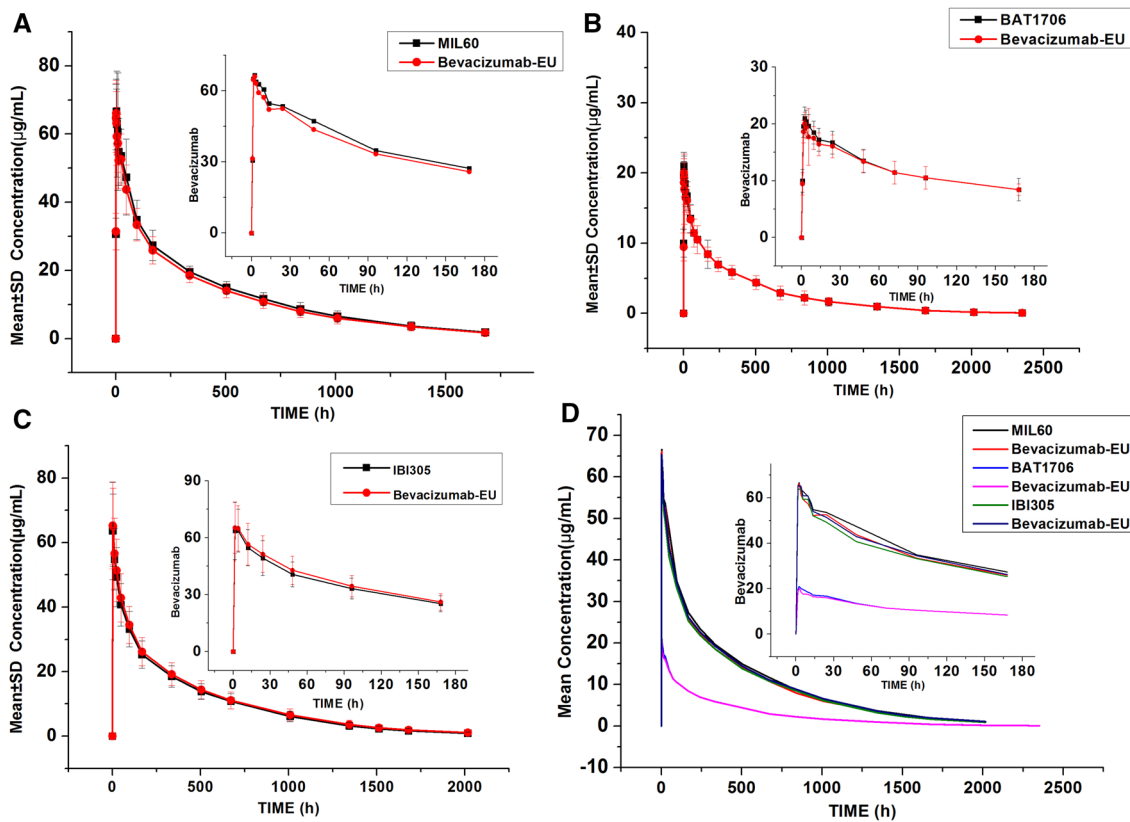 A
MIL60
Bevacizumab-EU
Mean±SD Concentration(μg/mL)
80
60
40
20
0
0
500
1000
1500
TIME (h)
Bevacizumab
90
60
30
0
0
30
60
90
120
150
180
TIME (h)
B
BAT1706
Bevacizumab-EU
Mean±SD Concentration(μg/mL)
40
30
20
10
0
0
500
1000
1500
2000
2500
TIME (h)
Bevacizumab
30
20
10
0
0
30
60
90
120
150
180
TIME (h)
C
IBI305
Bevacizumab-EU
Mean±SD Concentration(μg/mL)
80
60
40
20
0
0
500
1000
1500
2000
TIME (h)
Bevacizumab
90
60
30
0
0
30
60
90
120
150
180
TIME (h)
D
MIL60
Bevacizumab-EU
BAT1706
Bevacizumab-EU
IBI305
Bevacizumab-EU
Mean Concentration(μg/mL)
70
60
50
40
30
20
10
0
-10
0
500
1000
1500
2000
2500
TIME (h)
Bevacizumab
60
40
20
0
0
30
60
90
120
150
180
TIME (h)